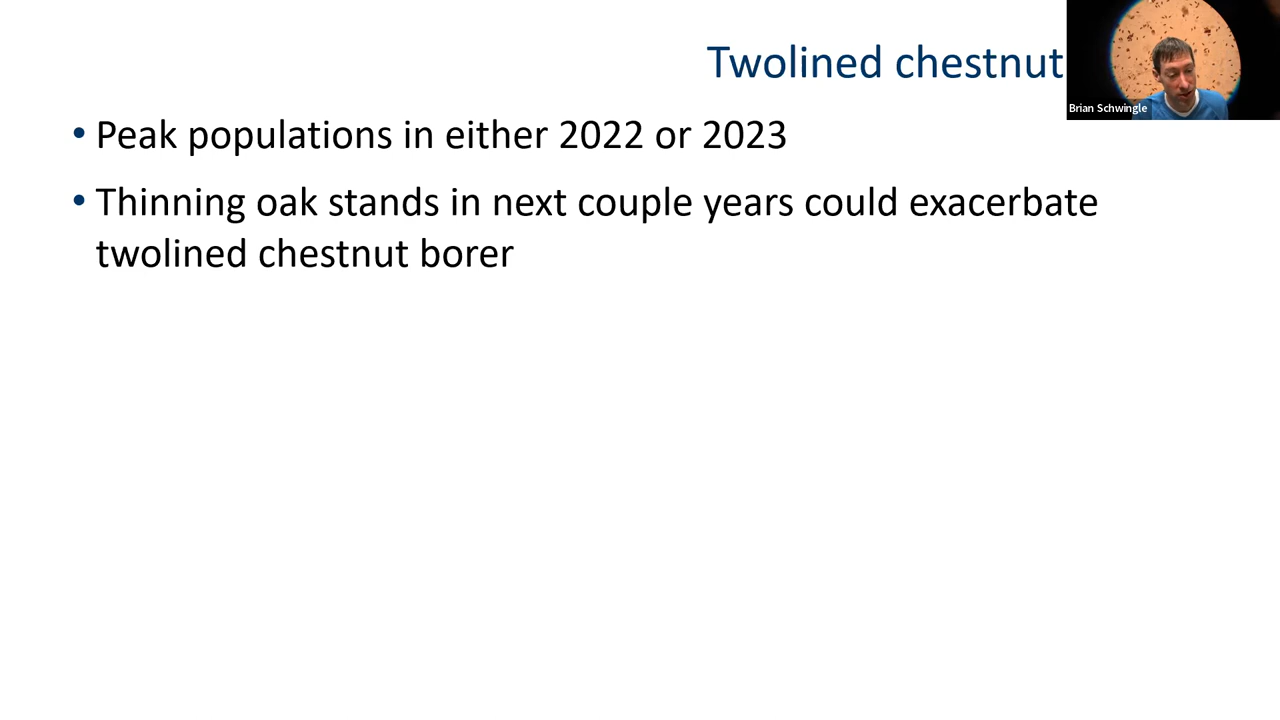 Twolined chestnut
Brian Schwingle
• Peak populations in either 2022 or 2023
• Thinning oak stands in next couple years could exacerbate
twolined chestnut borer